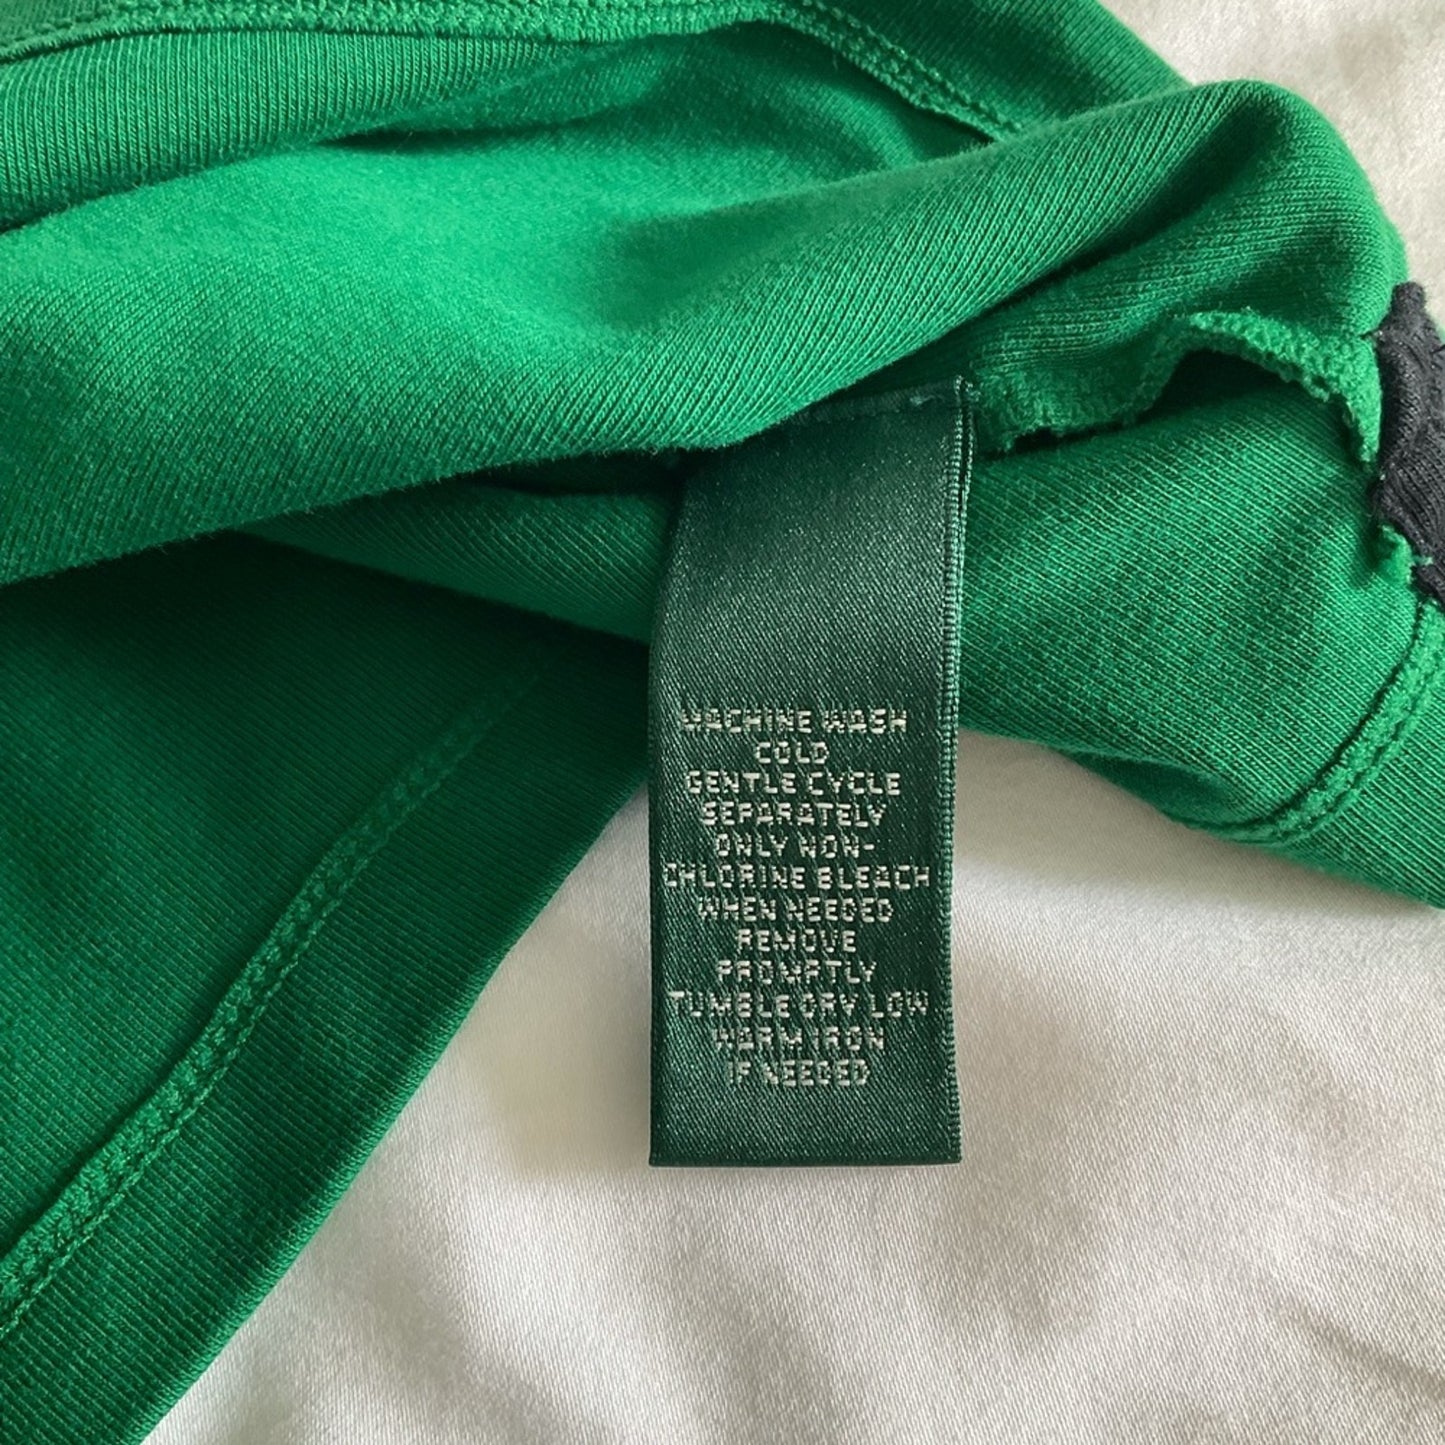 MACHINE WASH
COLD
GENTLE CYCLE
SEPARATELY
ONLY NON-
CHLORINE BLEACH
WHEN NEEDED
REMOVE
PROMPTLY
TUMBLE DRY LOW
WARM IRON
IF NEEDED